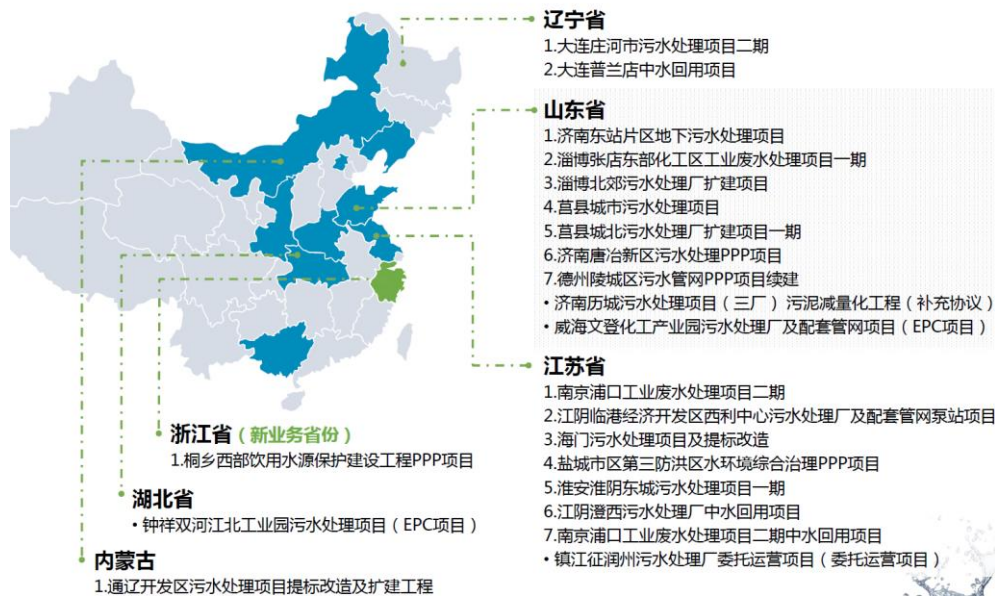 辽宁省
1.大连庄河市污水处理项目二期
2.大连普兰店中水回用项目
山东省
1.济南东站片区地下污水处理项目
2.淄博张店东部化工区工业废水处理项目一期
3.淄博北郊污水处理厂扩建项目
4.莒县城市污水处理项目
5.莒县城北污水处理厂扩建项目一期
6.济南唐冶新区污水处理PPP项目
7.德州陵城区污水管网PPP项目续建
• 济南历城污水处理项目（三厂）污泥减量化工程（补充协议）
• 威海文登化工产业园污水处理厂及配套管网项目（EPC项目）
江苏省
1.南京浦口工业废水处理项目二期
2.江阴临港经济开发区西利中心污水处理厂及配套管网泵站项目
3.海门污水处理项目及提标改造
4.盐城市区第三防洪区水环境综合治理PPP项目
5.淮安淮阴东城污水处理项目一期
6.江阴澄西污水处理厂中水回用项目
7.南京浦口工业废水处理项目二期中水回用项目
• 镇江征润州污水处理厂委托运营项目（委托运营项目）
浙江省（新业务省份）
1.桐乡西部饮用水源保护建设工程PPP项目
湖北省
• 钟祥双河江北工业园污水处理项目（EPC项目）
内蒙古
1.通辽开发区污水处理项目提标改造及扩建工程